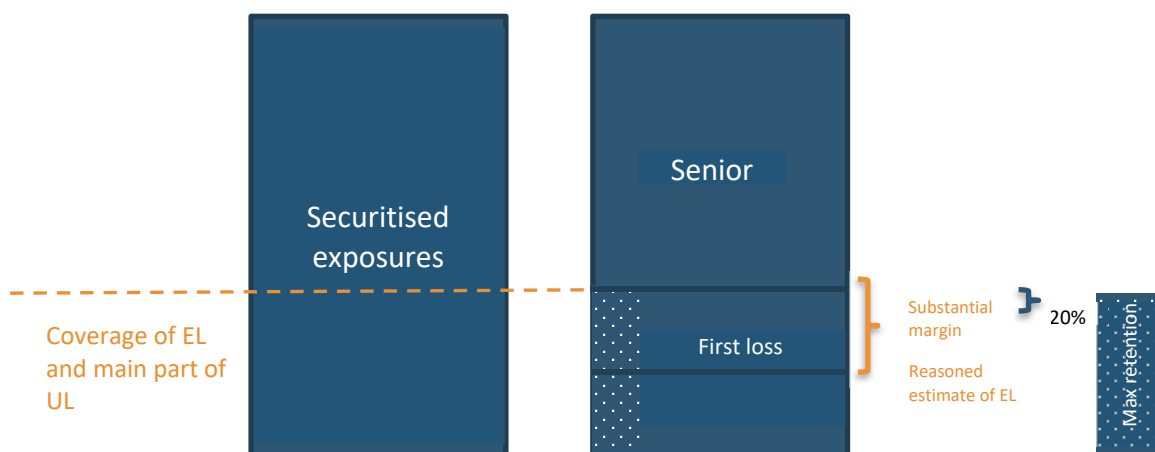 Senior
Securitised
exposures
Coverage of EL
and main part of
UL
First loss
Substantial
margin
Reasoned
estimate of EL
20%
Max retention